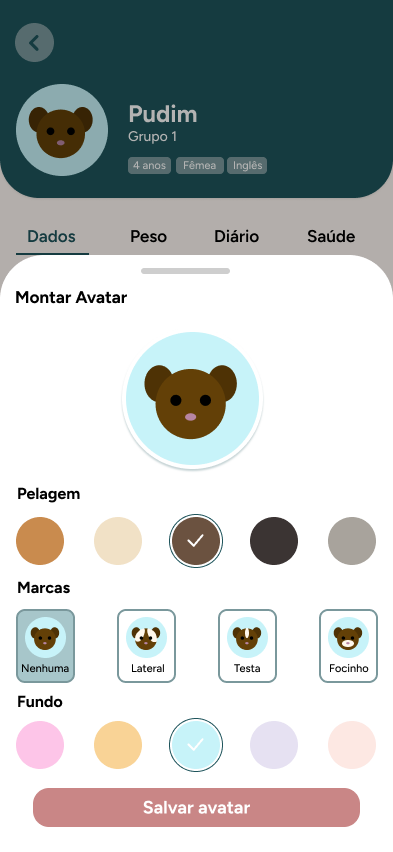 Pudim
Grupo 1
4 anos Fêmea Inglês
Dados Peso Diário Saúde
Montar Avatar
Pelagem
Marcas
Nenhuma Lateral Testa Focinho
Fundo
Salvar avatar